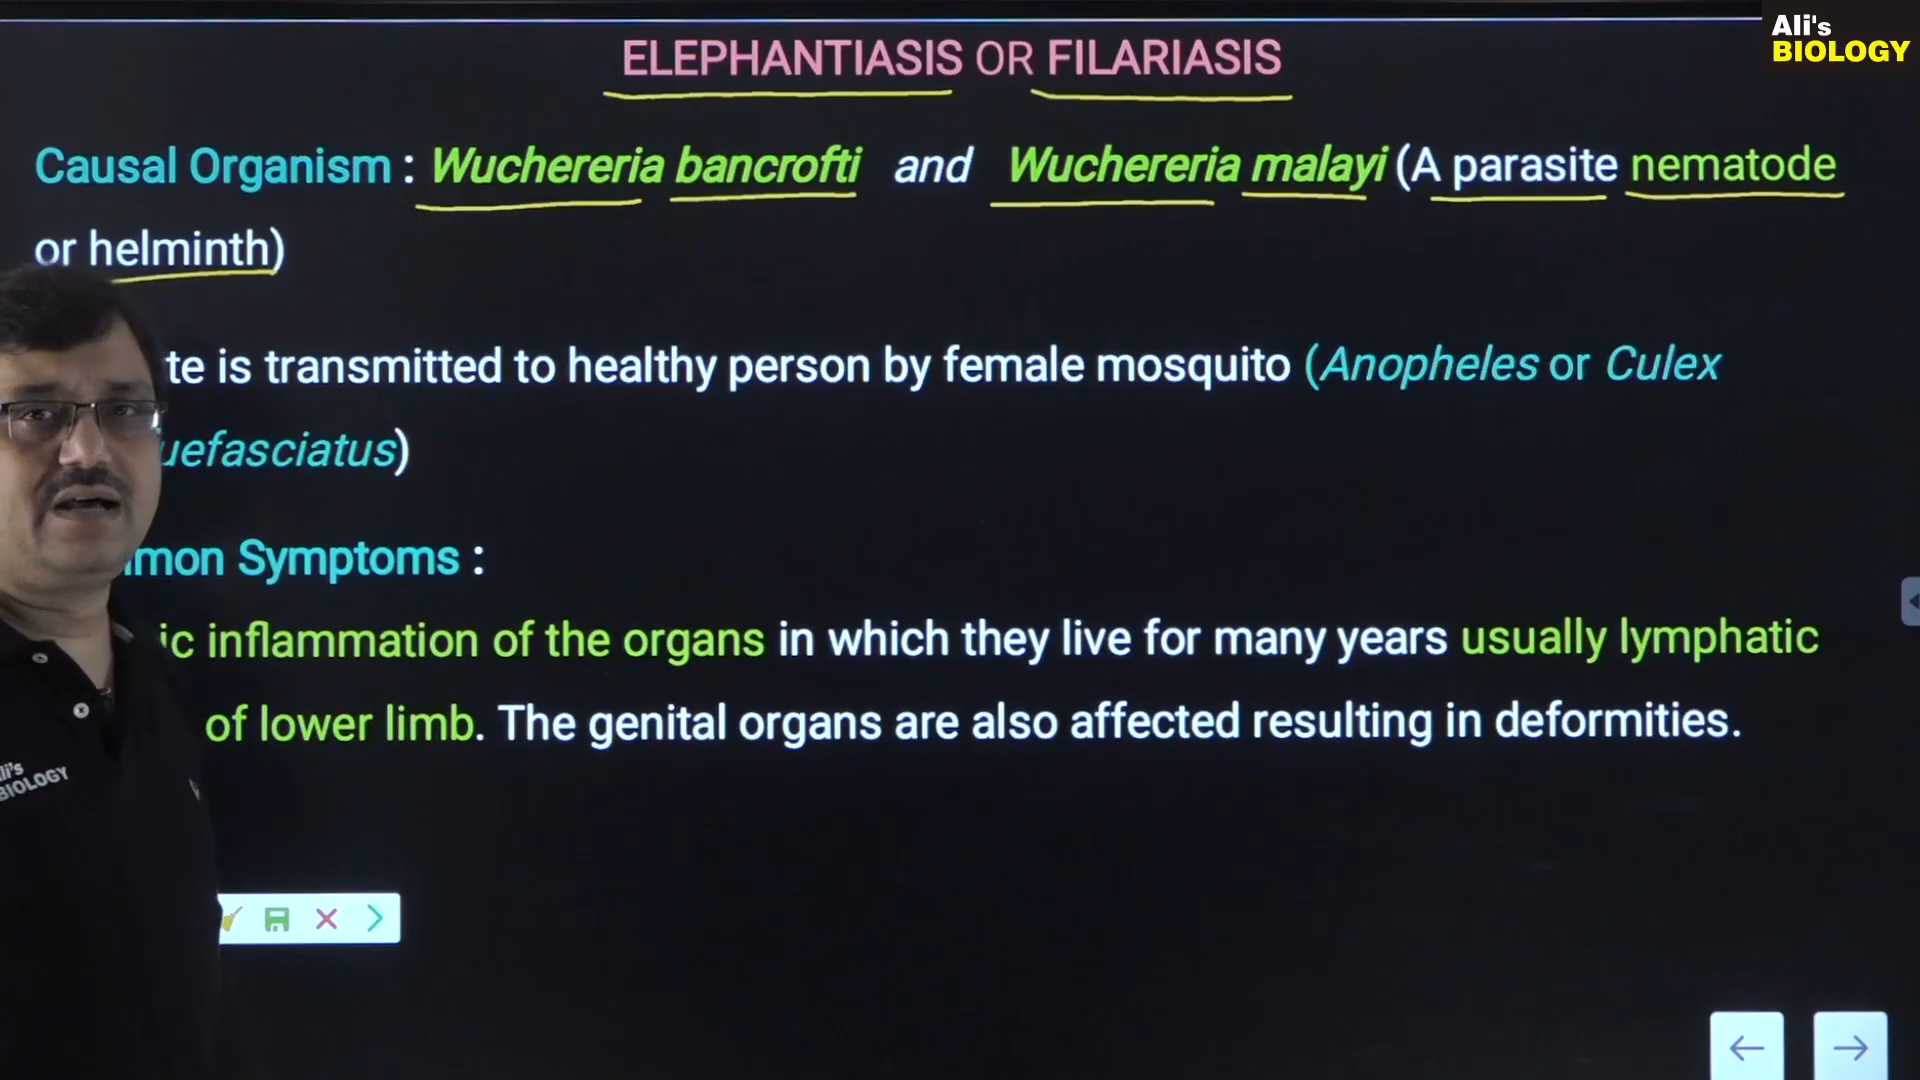 Ali's
BIOLOGY
ELEPHANTIASIS OR FILARIASIS
Causal Organism : Wuchereria bancrofti and Wuchereria malayi (A parasite nematode
or helminth)
te is transmitted to healthy person by female mosquito (Anopheles or Culex
uefasciatus)
mon Symptoms :
ic inflammation of the organs in which they live for many years usually lymphatic
of lower limb. The genital organs are also affected resulting in deformities.
li's
BIOLOGY